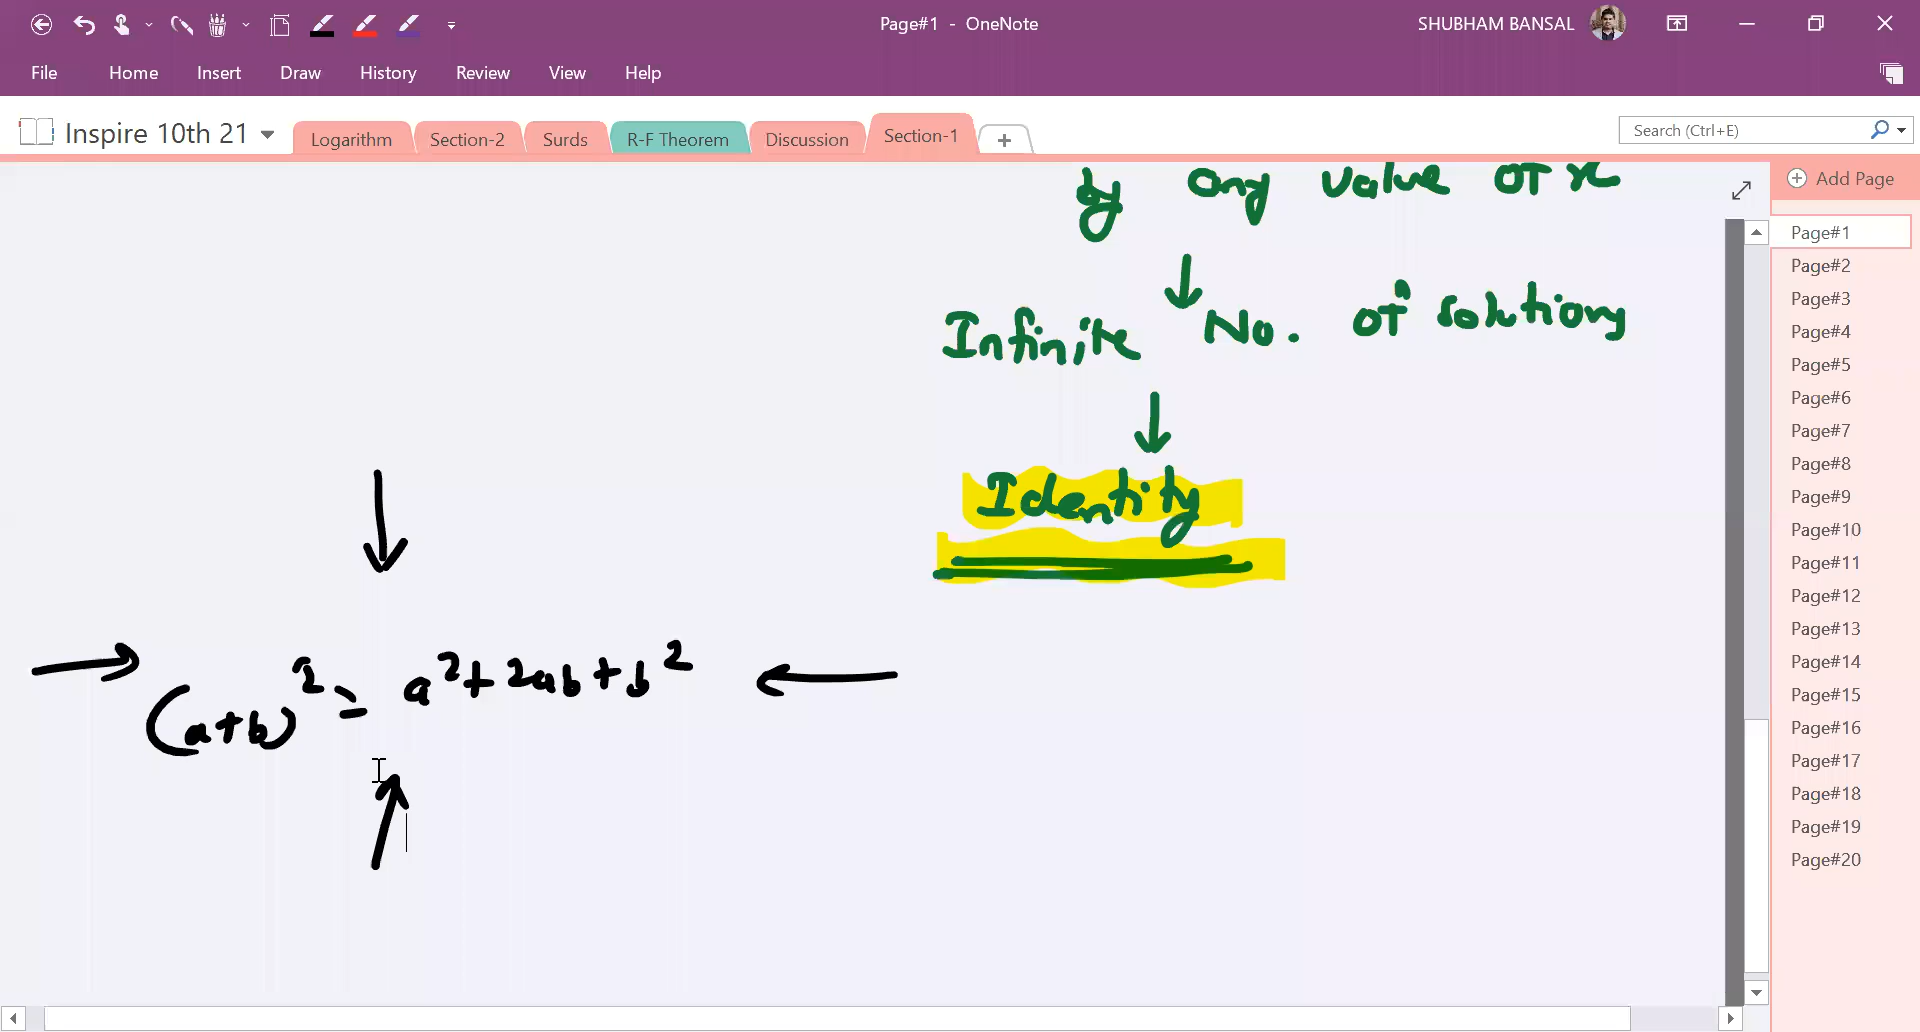 Page#1 - OneNote
SHUBHAM BANSAL
File Home Insert Draw History Review View Help
Inspire 10th 21
Logarithm Section-2 Surds R-F Theorem Discussion Section-1
Search (Ctrl+E)
by any value of x
Infinite No. of solutions
Identity
(a+b)² = a²+2ab+b²
Add Page
Page#1
Page#2
Page#3
Page#4
Page#5
Page#6
Page#7
Page#8
Page#9
Page#10
Page#11
Page#12
Page#13
Page#14
Page#15
Page#16
Page#17
Page#18
Page#19
Page#20